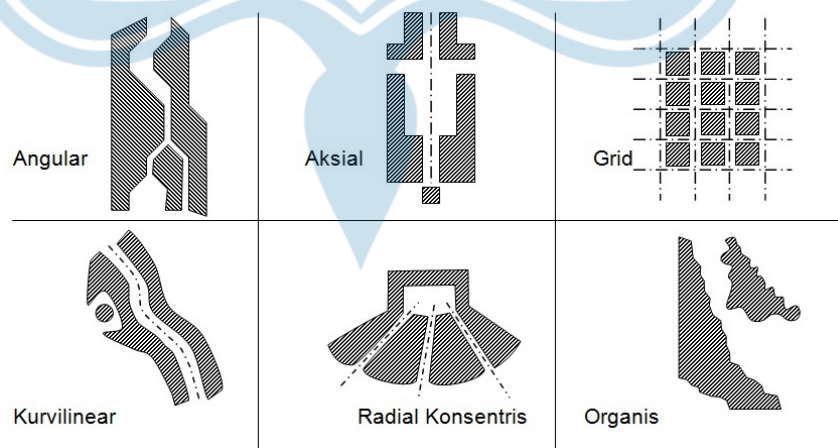 Angular
Aksial
Grid
Kurvilinear
Radial Konsentris
Organis